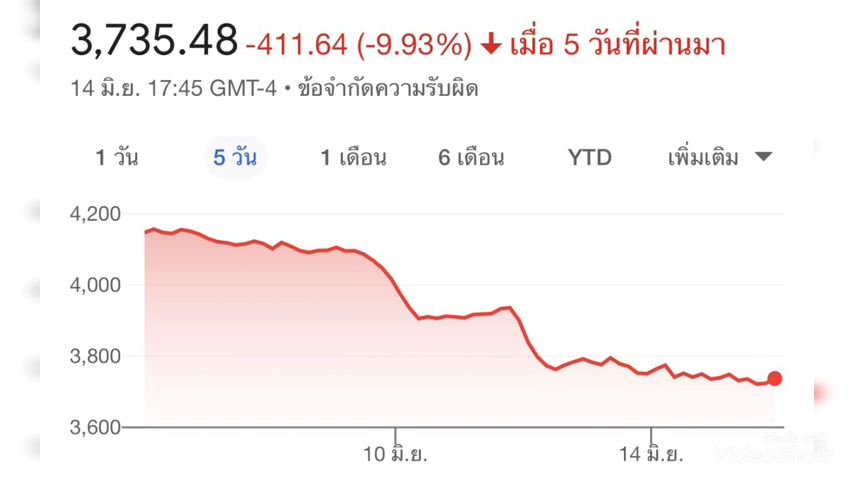 3,735.48 -411.64 (-9.93%) ↓ เมื่อ 5 วันที่ผ่านมา
14 มิ.ย. 17:45 GMT-4 • ข้อจำกัดความรับผิด
1 วัน 5 วัน 1 เดือน 6 เดือน YTD เพิ่มเติม
4,200
4,000
3,800
3,600
10 มิ.ย. 14 มิ.ย.
Made with
VideoShow